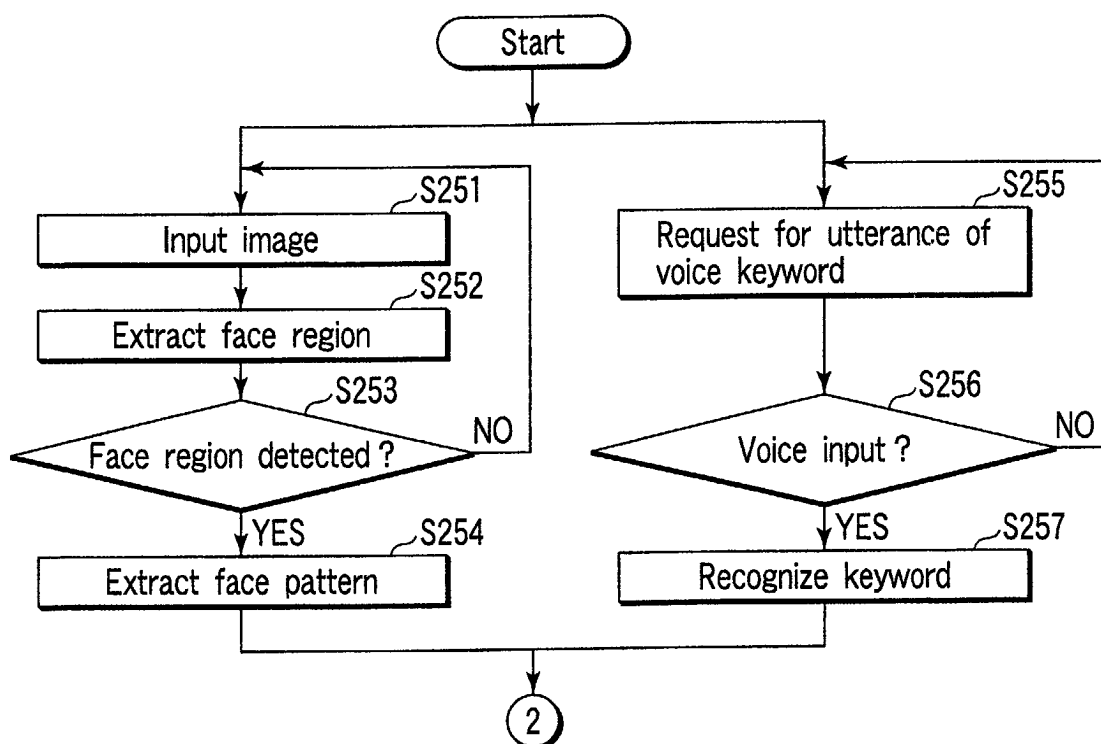 Start
S251
Input image
S252
Extract face region
S253
Face region detected ?
NO
YES
S254
Extract face pattern
S255
Request for utterance of
voice keyword
S256
Voice input ?
NO
YES
S257
Recognize keyword
2